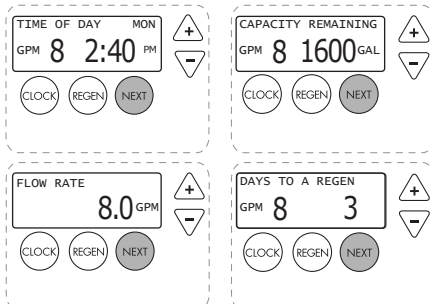 TIME OF DAY MON
GPM 8 2:40 PM
+
-
CLOCK REGEN NEXT
CAPACITY REMAINING
GPM 8 1600 GAL
+
-
CLOCK REGEN NEXT
FLOW RATE
8.0 GPM
+
-
CLOCK REGEN NEXT
DAYS TO A REGEN
GPM 8 3
+
-
CLOCK REGEN NEXT